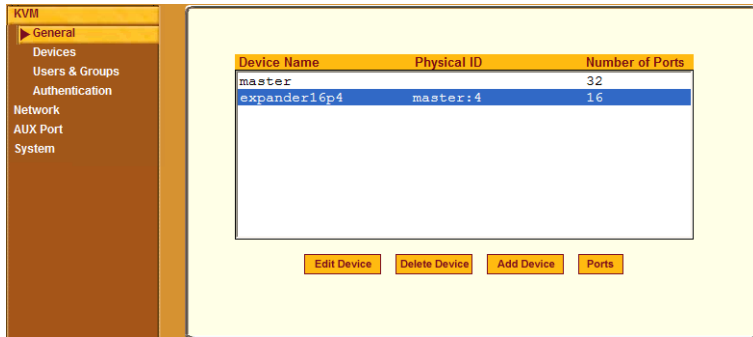 KVM
General
Devices
Users & Groups
Authentication
Network
AUX Port
System
Device Name Physical ID Number of Ports
master 32
expander16p4 master:4 16
Edit Device Delete Device Add Device Ports